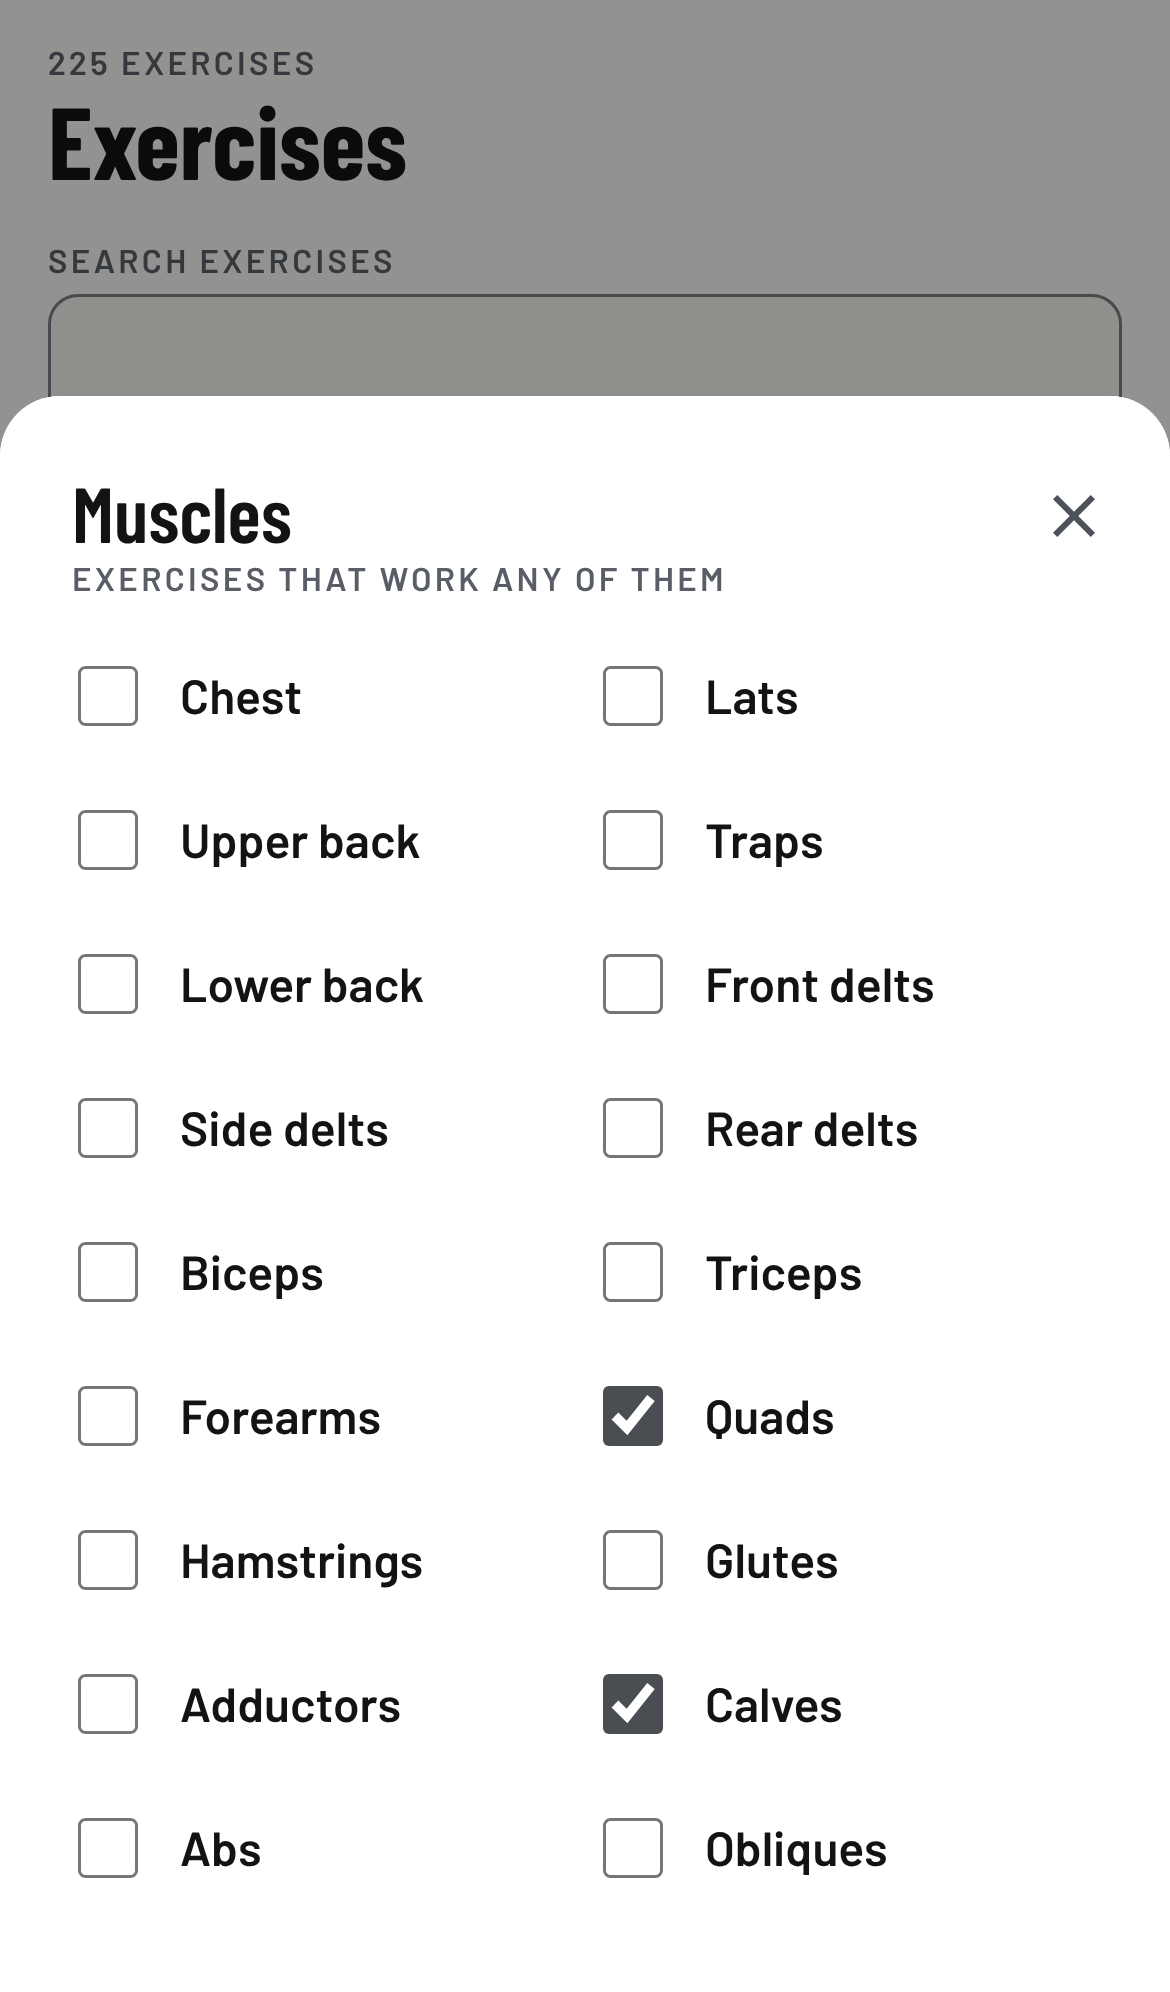 225 EXERCISES
Exercises
SEARCH EXERCISES
Muscles
EXERCISES THAT WORK ANY OF THEM
Chest
Lats
Upper back
Traps
Lower back
Front delts
Side delts
Rear delts
Biceps
Triceps
Forearms
Quads
Hamstrings
Glutes
Adductors
Calves
Abs
Obliques